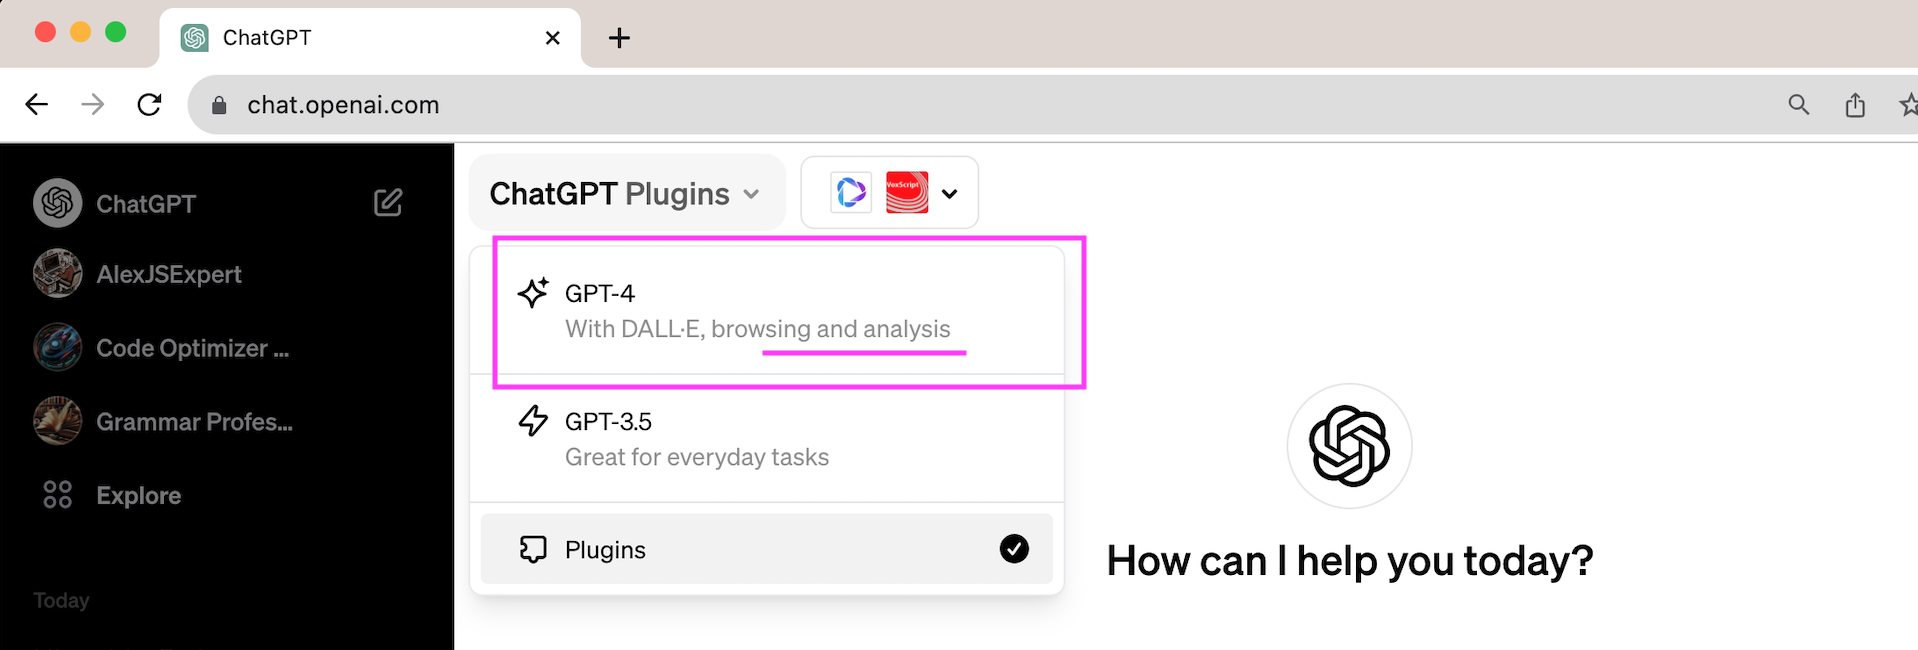 ChatGPT
chat.openai.com
ChatGPT
AlexJSExpert
Code Optimizer ...
Grammar Profes...
Explore
Today
ChatGPT Plugins
VoxScript
GPT-4
With DALL·E, browsing and analysis
GPT-3.5
Great for everyday tasks
Plugins
How can I help you today?